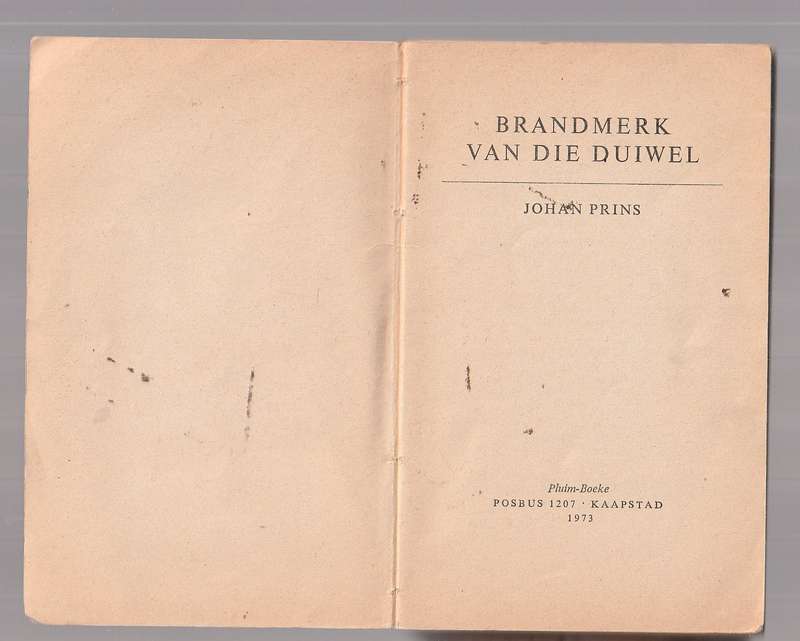 BRANDMERK
VAN DIE DUIWEL
JOHAN PRINS
Pluim-Boeke
POSBUS 1207 · KAAPSTAD
1973